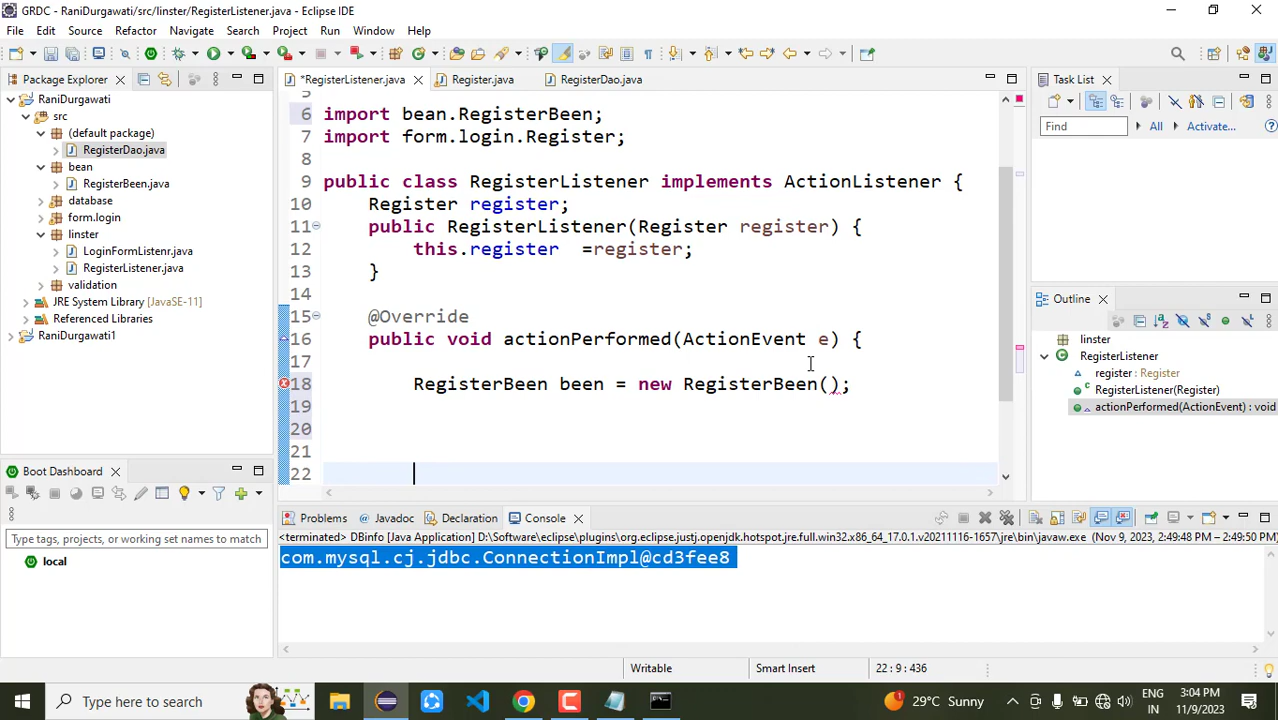 GRDC - RaniDurgawati/src/linster/RegisterListener.java - Eclipse IDE
File Edit Source Refactor Navigate Search Project Run Window Help
Package Explorer
RaniDurgawati
src
(default package)
RegisterDao.java
bean
RegisterBeen.java
database
form.login
linster
LoginFormListenr.java
RegisterListener.java
validation
JRE System Library [JavaSE-11]
Referenced Libraries
RaniDurgawati1
Boot Dashboard
Type tags, projects, or working set names to match
local
*RegisterListener.java Register.java RegisterDao.java
5
6 import bean.RegisterBeen;
7 import form.login.Register;
8
9 public class RegisterListener implements ActionListener {
10 Register register;
11 public RegisterListener(Register register) {
12 this.register =register;
13 }
14
15 @Override
16 public void actionPerformed(ActionEvent e) {
17
18 RegisterBeen been = new RegisterBeen();
19
20
21
22
Problems Javadoc Declaration Console
<terminated> DBinfo [Java Application] D:\Software\eclipse\plugins\org.eclipse.justj.openjdk.hotspot.jre.full.win32.x86_64_17.0.1.v20211116-1657\jre\bin\javaw.exe (Nov 9, 2023, 2:49:48 PM – 2:49:50 PM)
com.mysql.cj.jdbc.ConnectionImpl@cd3fee8
Task List
Find All Activate...
Outline
linster
RegisterListener
register : Register
RegisterListener(Register)
actionPerformed(ActionEvent) : void
Writable Smart Insert 22 : 9 : 436
Type here to search
29°C Sunny
ENG
IN
3:04 PM
11/9/2023